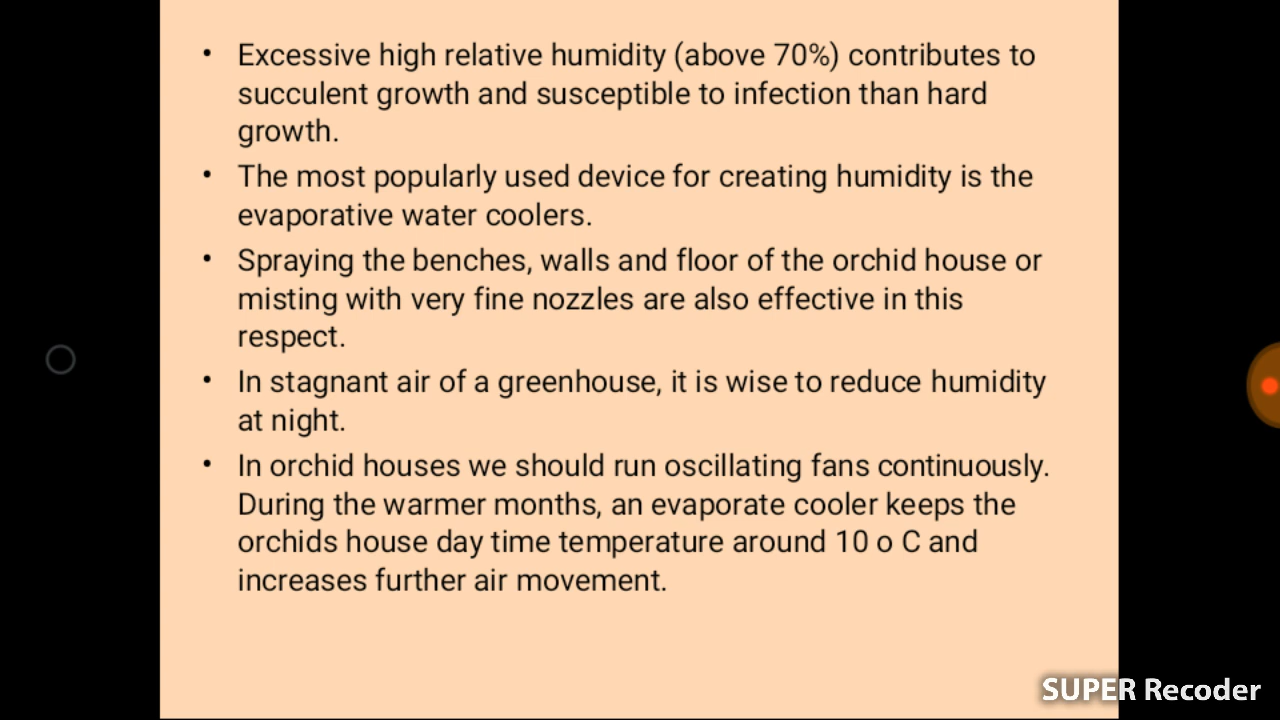 • Excessive high relative humidity (above 70%) contributes to
succulent growth and susceptible to infection than hard
growth.
• The most popularly used device for creating humidity is the
evaporative water coolers.
• Spraying the benches, walls and floor of the orchid house or
misting with very fine nozzles are also effective in this
respect.
• In stagnant air of a greenhouse, it is wise to reduce humidity
at night.
• In orchid houses we should run oscillating fans continuously.
During the warmer months, an evaporate cooler keeps the
orchids house day time temperature around 10 o C and
increases further air movement.
SUPER Recoder